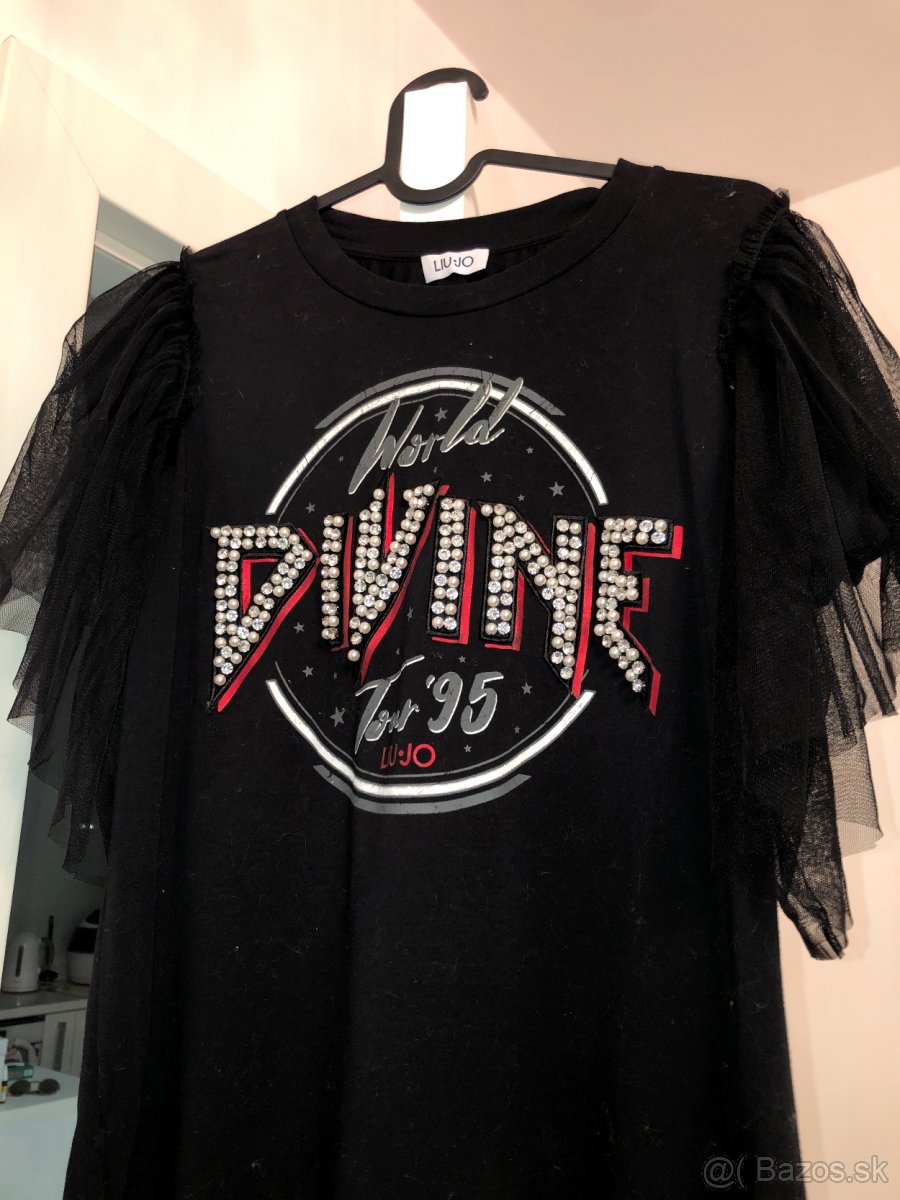 LIU·JO
World
DIVINE
Tour '95
LIU·JO
@( Bazos.sk